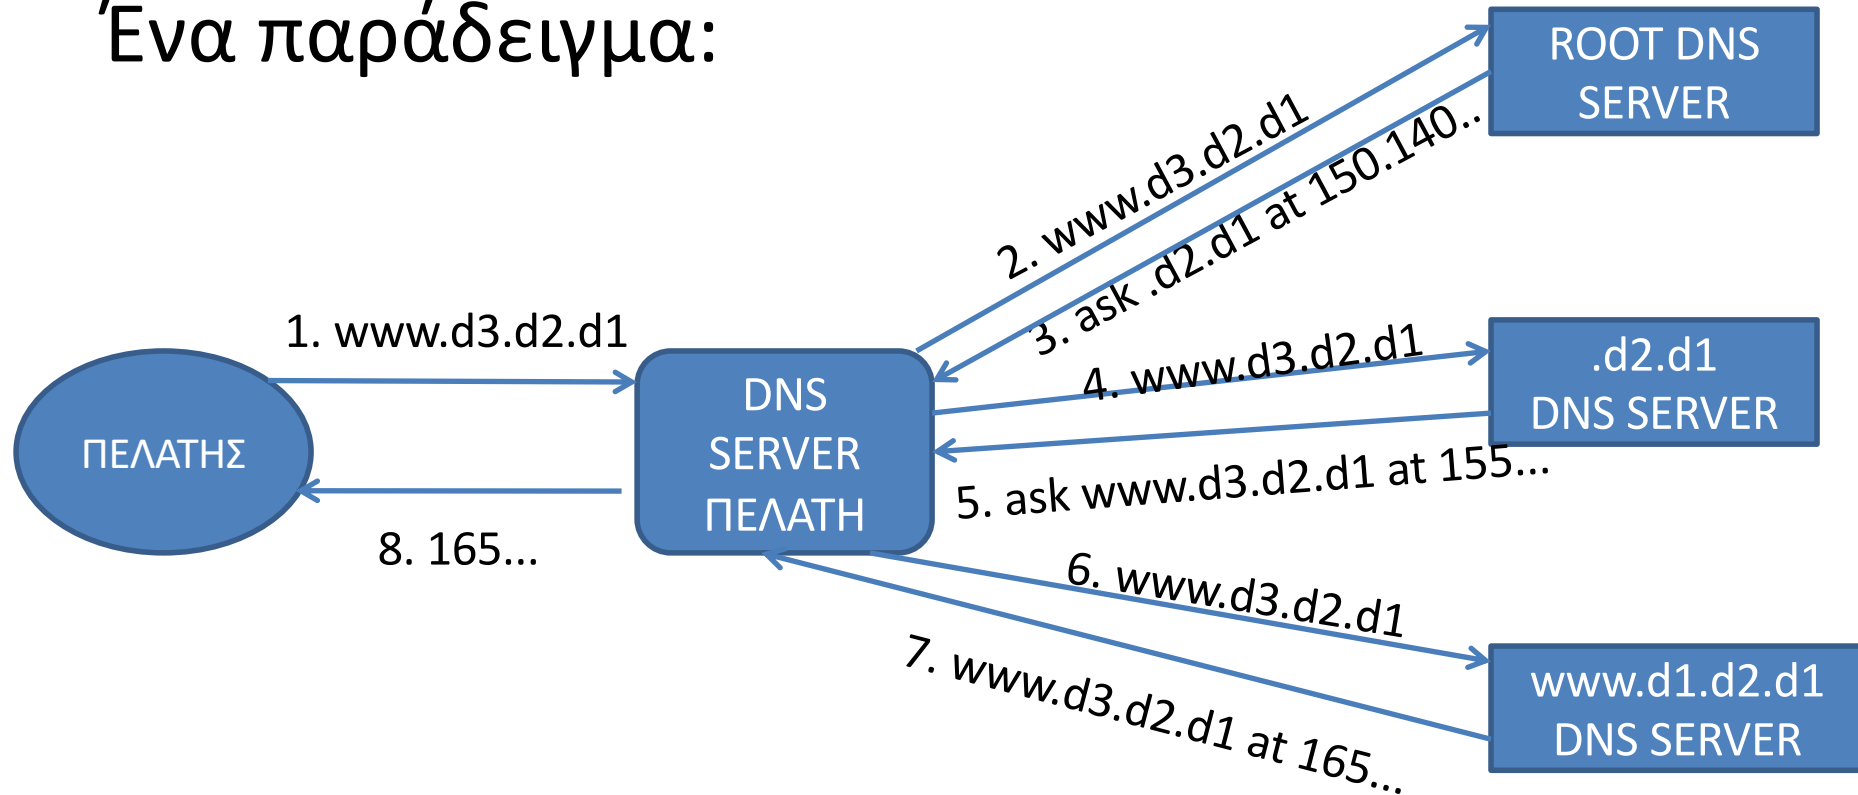 Ένα παράδειγμα:
ROOT DNS
SERVER
2. www.d3.d2.d1
3. ask .d2.d1 at 150.140..
1. www.d3.d2.d1
4. www.d3.d2.d1
.d2.d1
DNS SERVER
DNS
SERVER
ΠΕΛΑΤΗ
ΠΕΛΑΤΗΣ
5. ask www.d3.d2.d1 at 155...
8. 165...
6. www.d3.d2.d1
7. www.d3.d2.d1 at 165...
www.d1.d2.d1
DNS SERVER